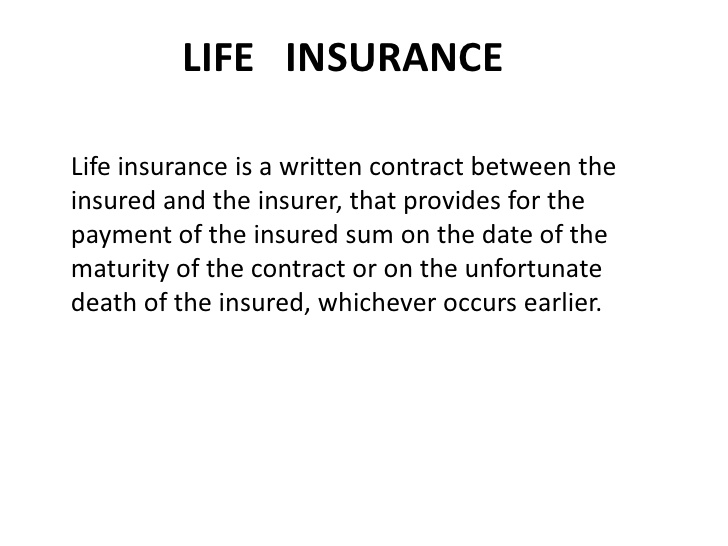 LIFE   INSURANCE
Life insurance is a written contract between the
insured and the insurer, that provides for the
payment of the insured sum on the date of the
maturity of the contract or on the unfortunate
death of the insured, whichever occurs earlier.